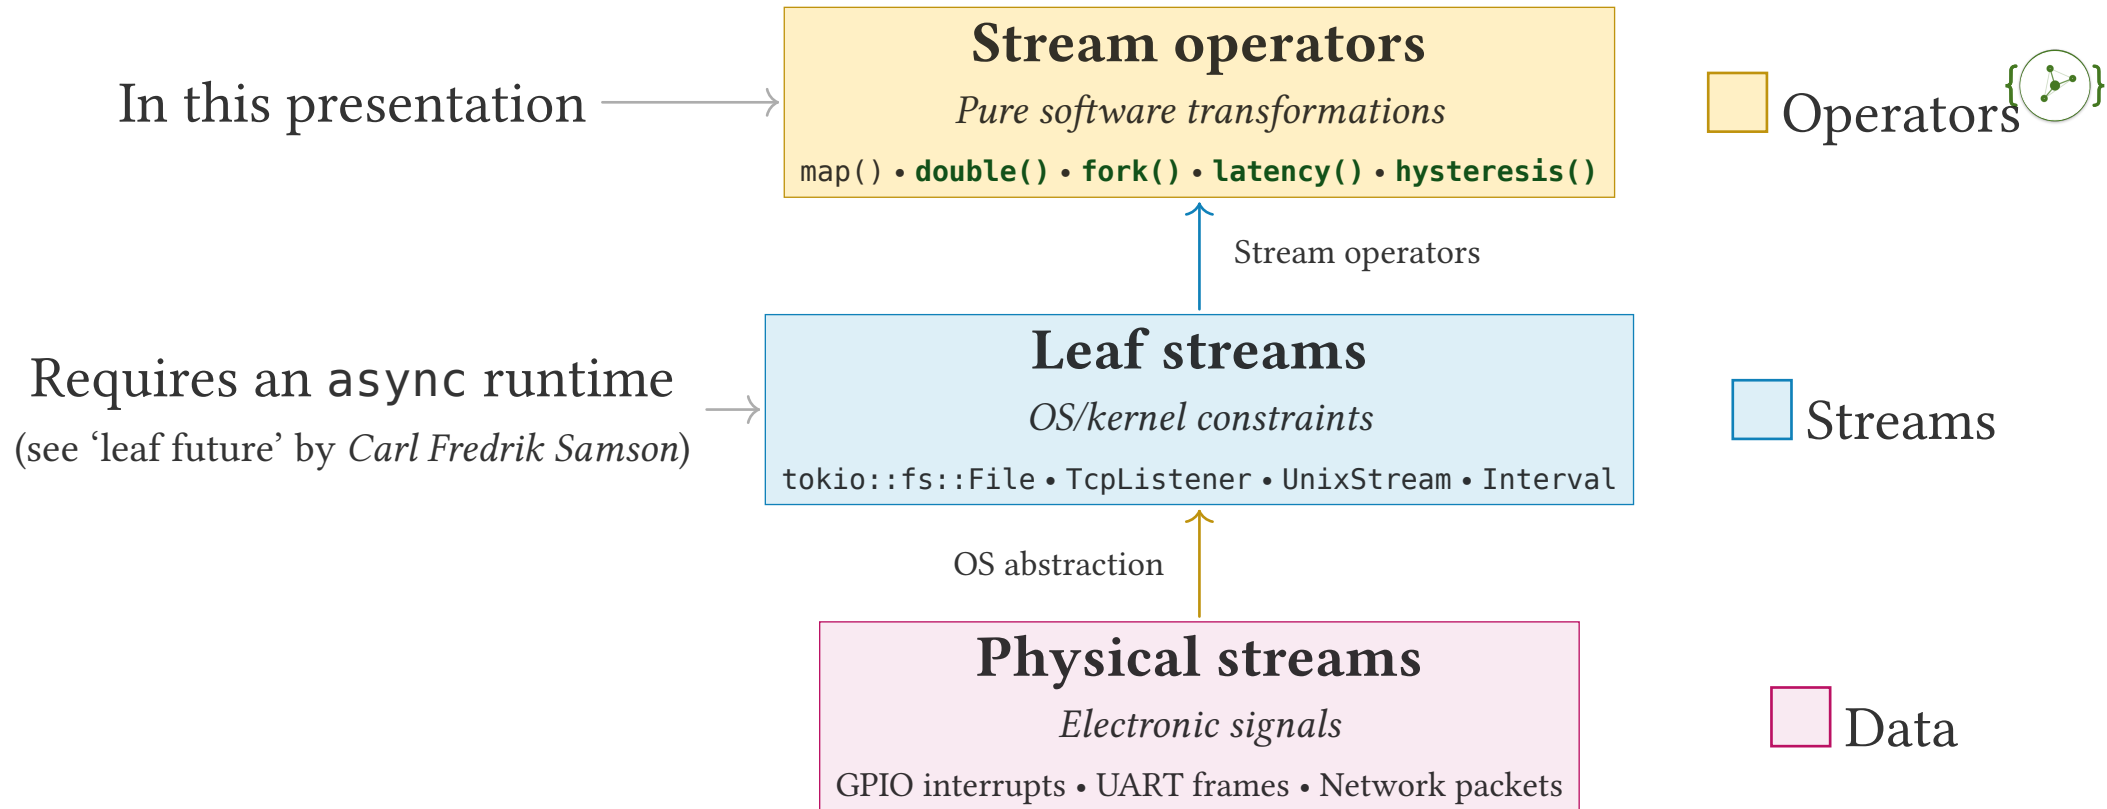 Stream operators
Pure software transformations
map() • double() • fork() • latency() • hysteresis()
In this presentation
Operators
Stream operators
Leaf streams
OS/kernel constraints
tokio::fs::File • TcpListener • UnixStream • Interval
Requires an async runtime
(see ‘leaf future’ by Carl Fredrik Samson)
Streams
OS abstraction
Physical streams
Electronic signals
GPIO interrupts • UART frames • Network packets
Data